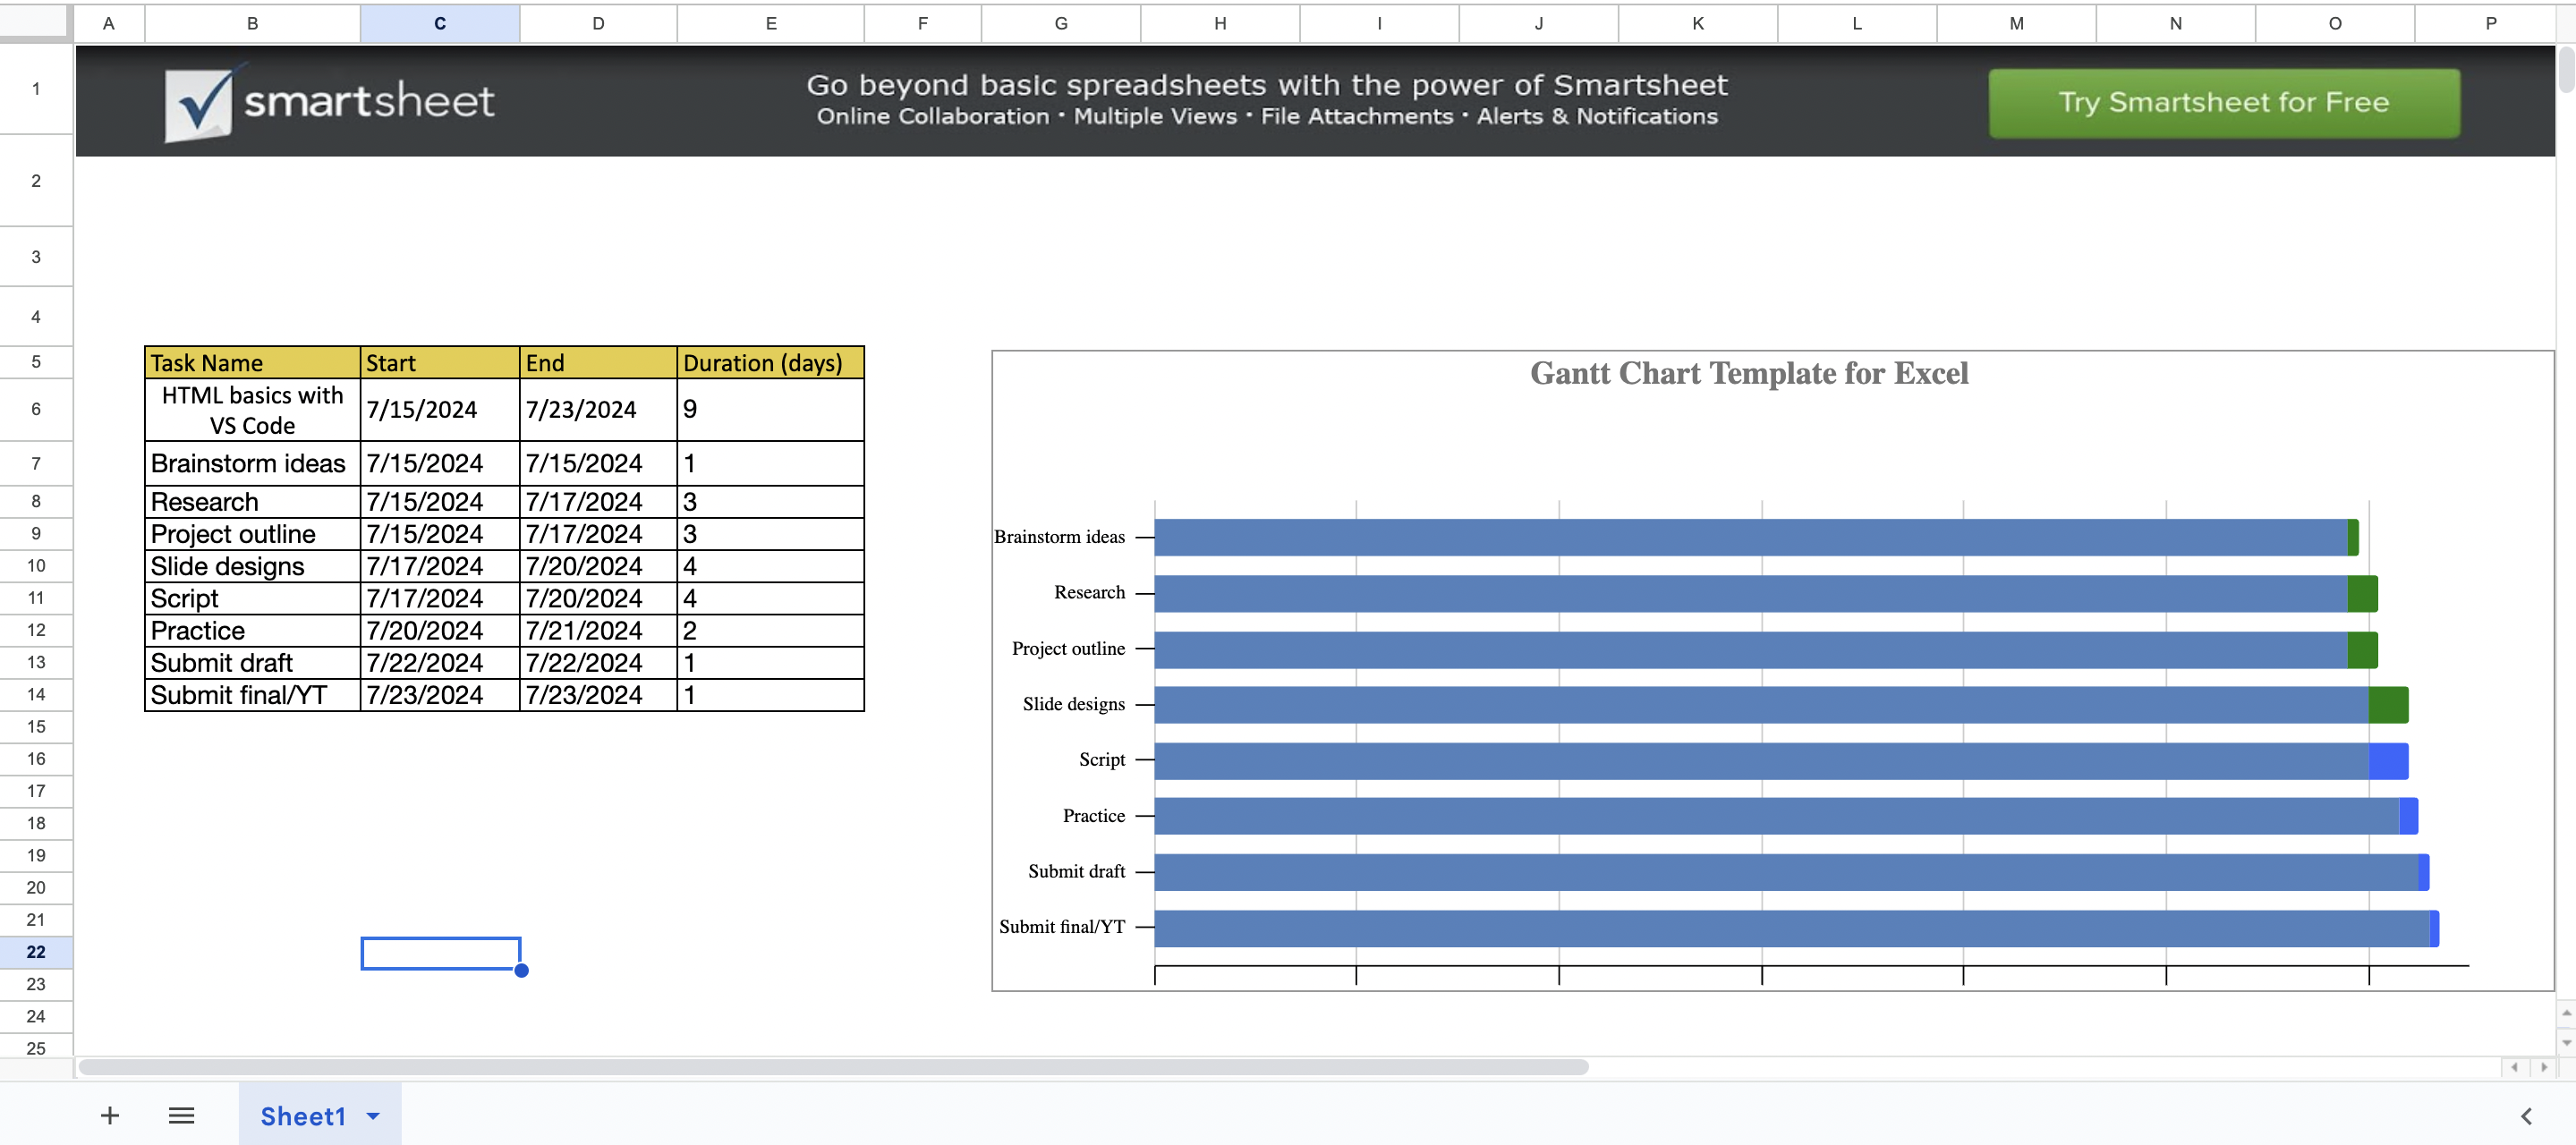 A B C D E F G H I J K L M N O P
1
smartsheet
Go beyond basic spreadsheets with the power of Smartsheet
Online Collaboration • Multiple Views • File Attachments • Alerts & Notifications
Try Smartsheet for Free
2
3
4
5 Task Name Start End Duration (days)
6 HTML basics with
VS Code 7/15/2024 7/23/2024 9
7 Brainstorm ideas 7/15/2024 7/15/2024 1
8 Research 7/15/2024 7/17/2024 3
9 Project outline 7/15/2024 7/17/2024 3
10 Slide designs 7/17/2024 7/20/2024 4
11 Script 7/17/2024 7/20/2024 4
12 Practice 7/20/2024 7/21/2024 2
13 Submit draft 7/22/2024 7/22/2024 1
14 Submit final/YT 7/23/2024 7/23/2024 1
15
16
17
18
19
20
21
22
23
24
25
Gantt Chart Template for Excel
Brainstorm ideas
Research
Project outline
Slide designs
Script
Practice
Submit draft
Submit final/YT
Sheet1